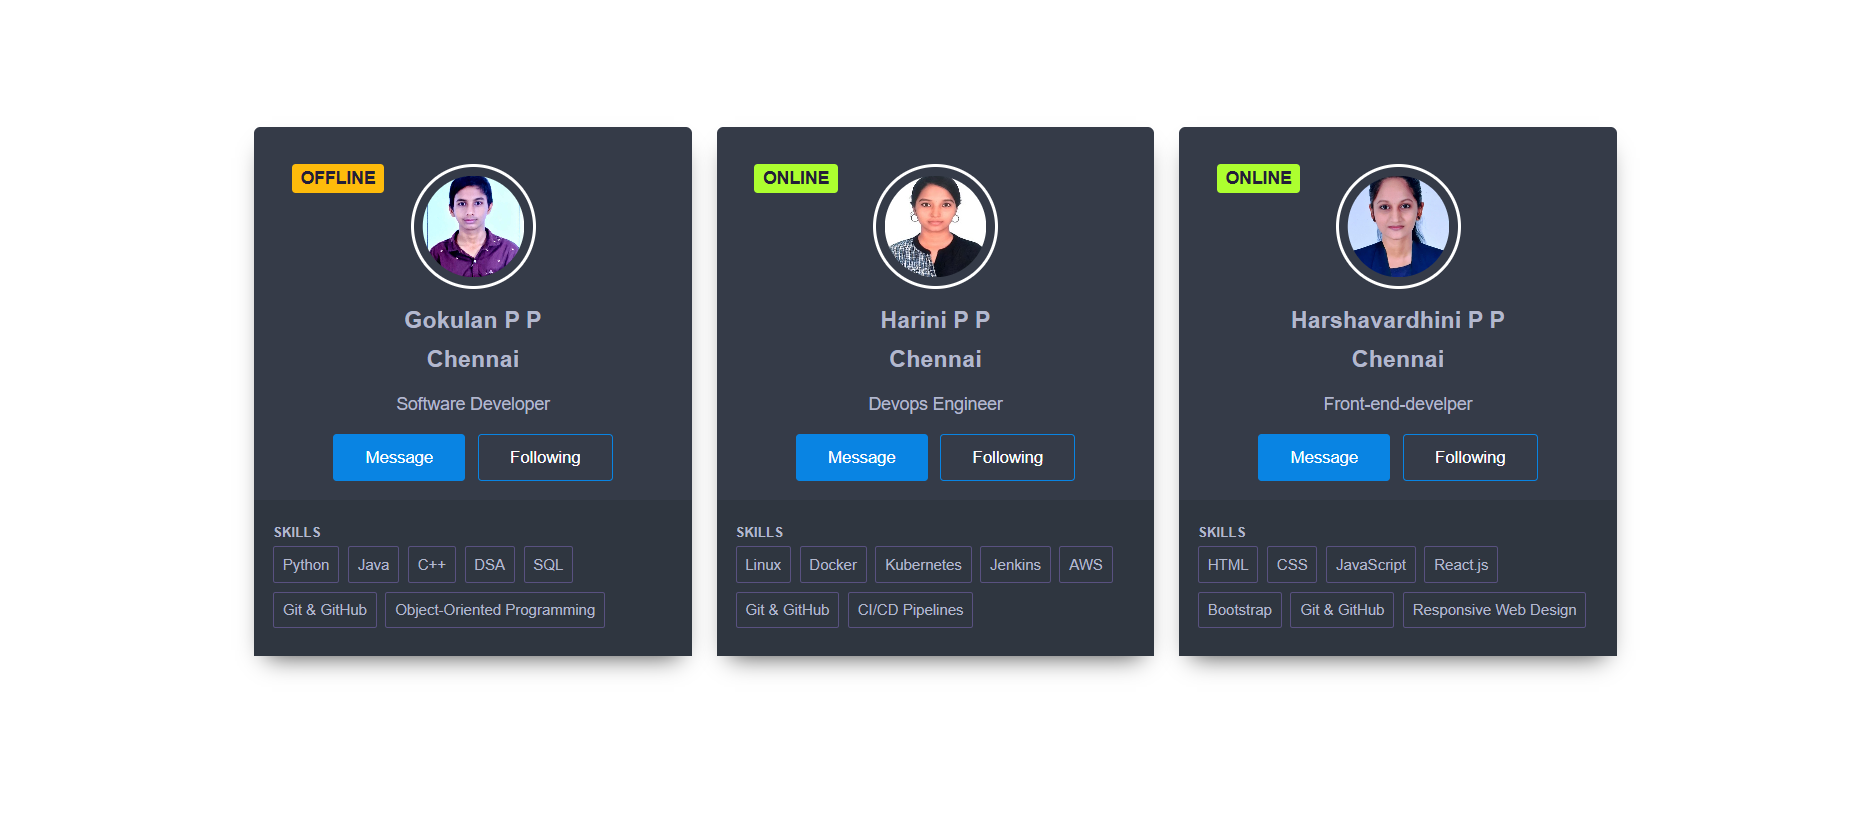 OFFLINE
Gokulan P P
Chennai
Software Developer
Message Following
SKILLS
Python Java C++ DSA SQL
Git & GitHub Object-Oriented Programming
ONLINE
Harini P P
Chennai
Devops Engineer
Message Following
SKILLS
Linux Docker Kubernetes Jenkins AWS
Git & GitHub CI/CD Pipelines
ONLINE
Harshavardhini P P
Chennai
Front-end-develper
Message Following
SKILLS
HTML CSS JavaScript React.js
Bootstrap Git & GitHub Responsive Web Design